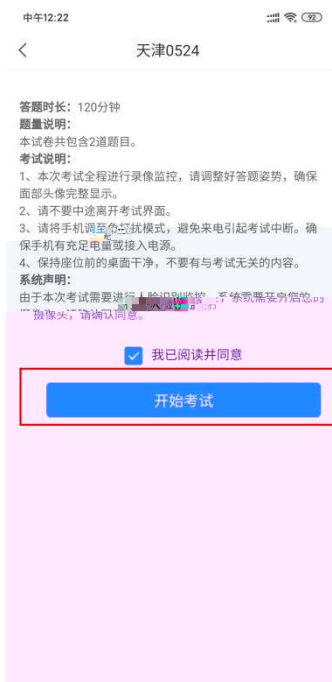 中午12:22
92
天津0524
答题时长：120分钟
题量说明：
本试卷共包含2道题目。
考试说明：
1、本次考试全程进行录像监控，请调整好答题姿势，确保
面部头像完整显示。
2、请不要中途离开考试界面。
3、请将手机调至免打扰模式，避免来电引起考试中断。确
保手机有充足电量或接入电源。
4、保持座位前的桌面干净，不要有与考试无关的内容。
系统声明：
由于本次考试需要进行人脸识别监控，系统需要开启您的
摄像头，请确认同意。
我已阅读并同意
开始考试